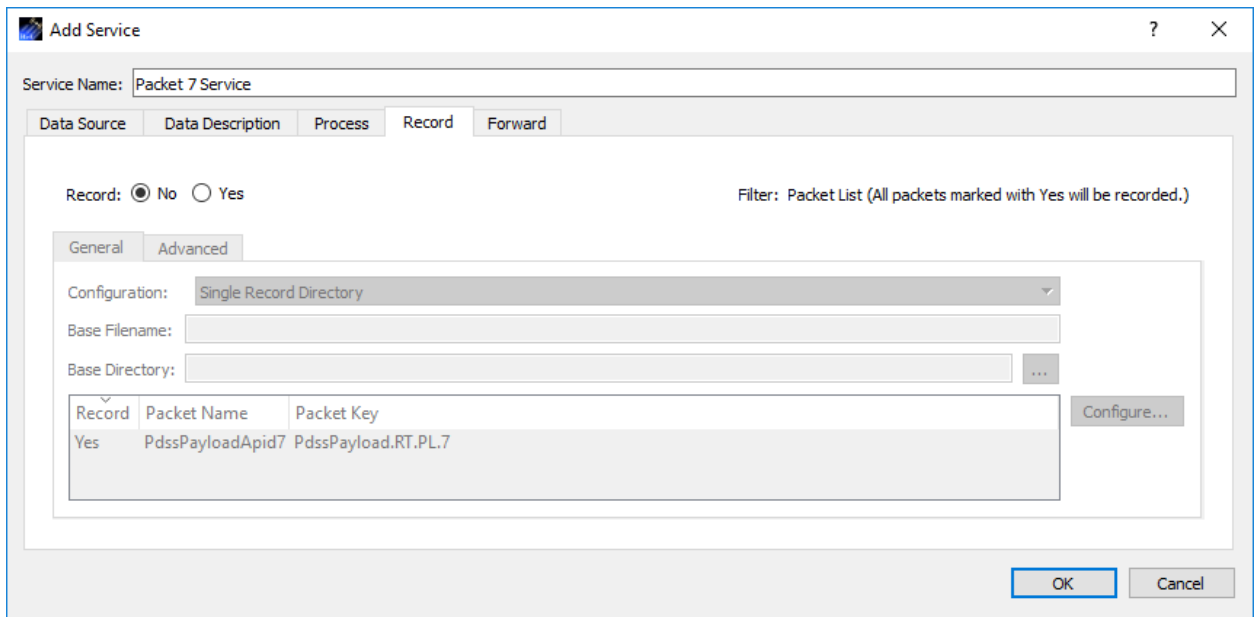 Add Service
?
Service Name: Packet 7 Service
Data Source Data Description Process Record Forward
Record: No Yes Filter: Packet List (All packets marked with Yes will be recorded.)
General Advanced
Configuration: Single Record Directory
Base Filename:
Base Directory: ...
Record Packet Name Packet Key Configure...
Yes PdssPayloadApid7 PdssPayload.RT.PL.7
OK Cancel